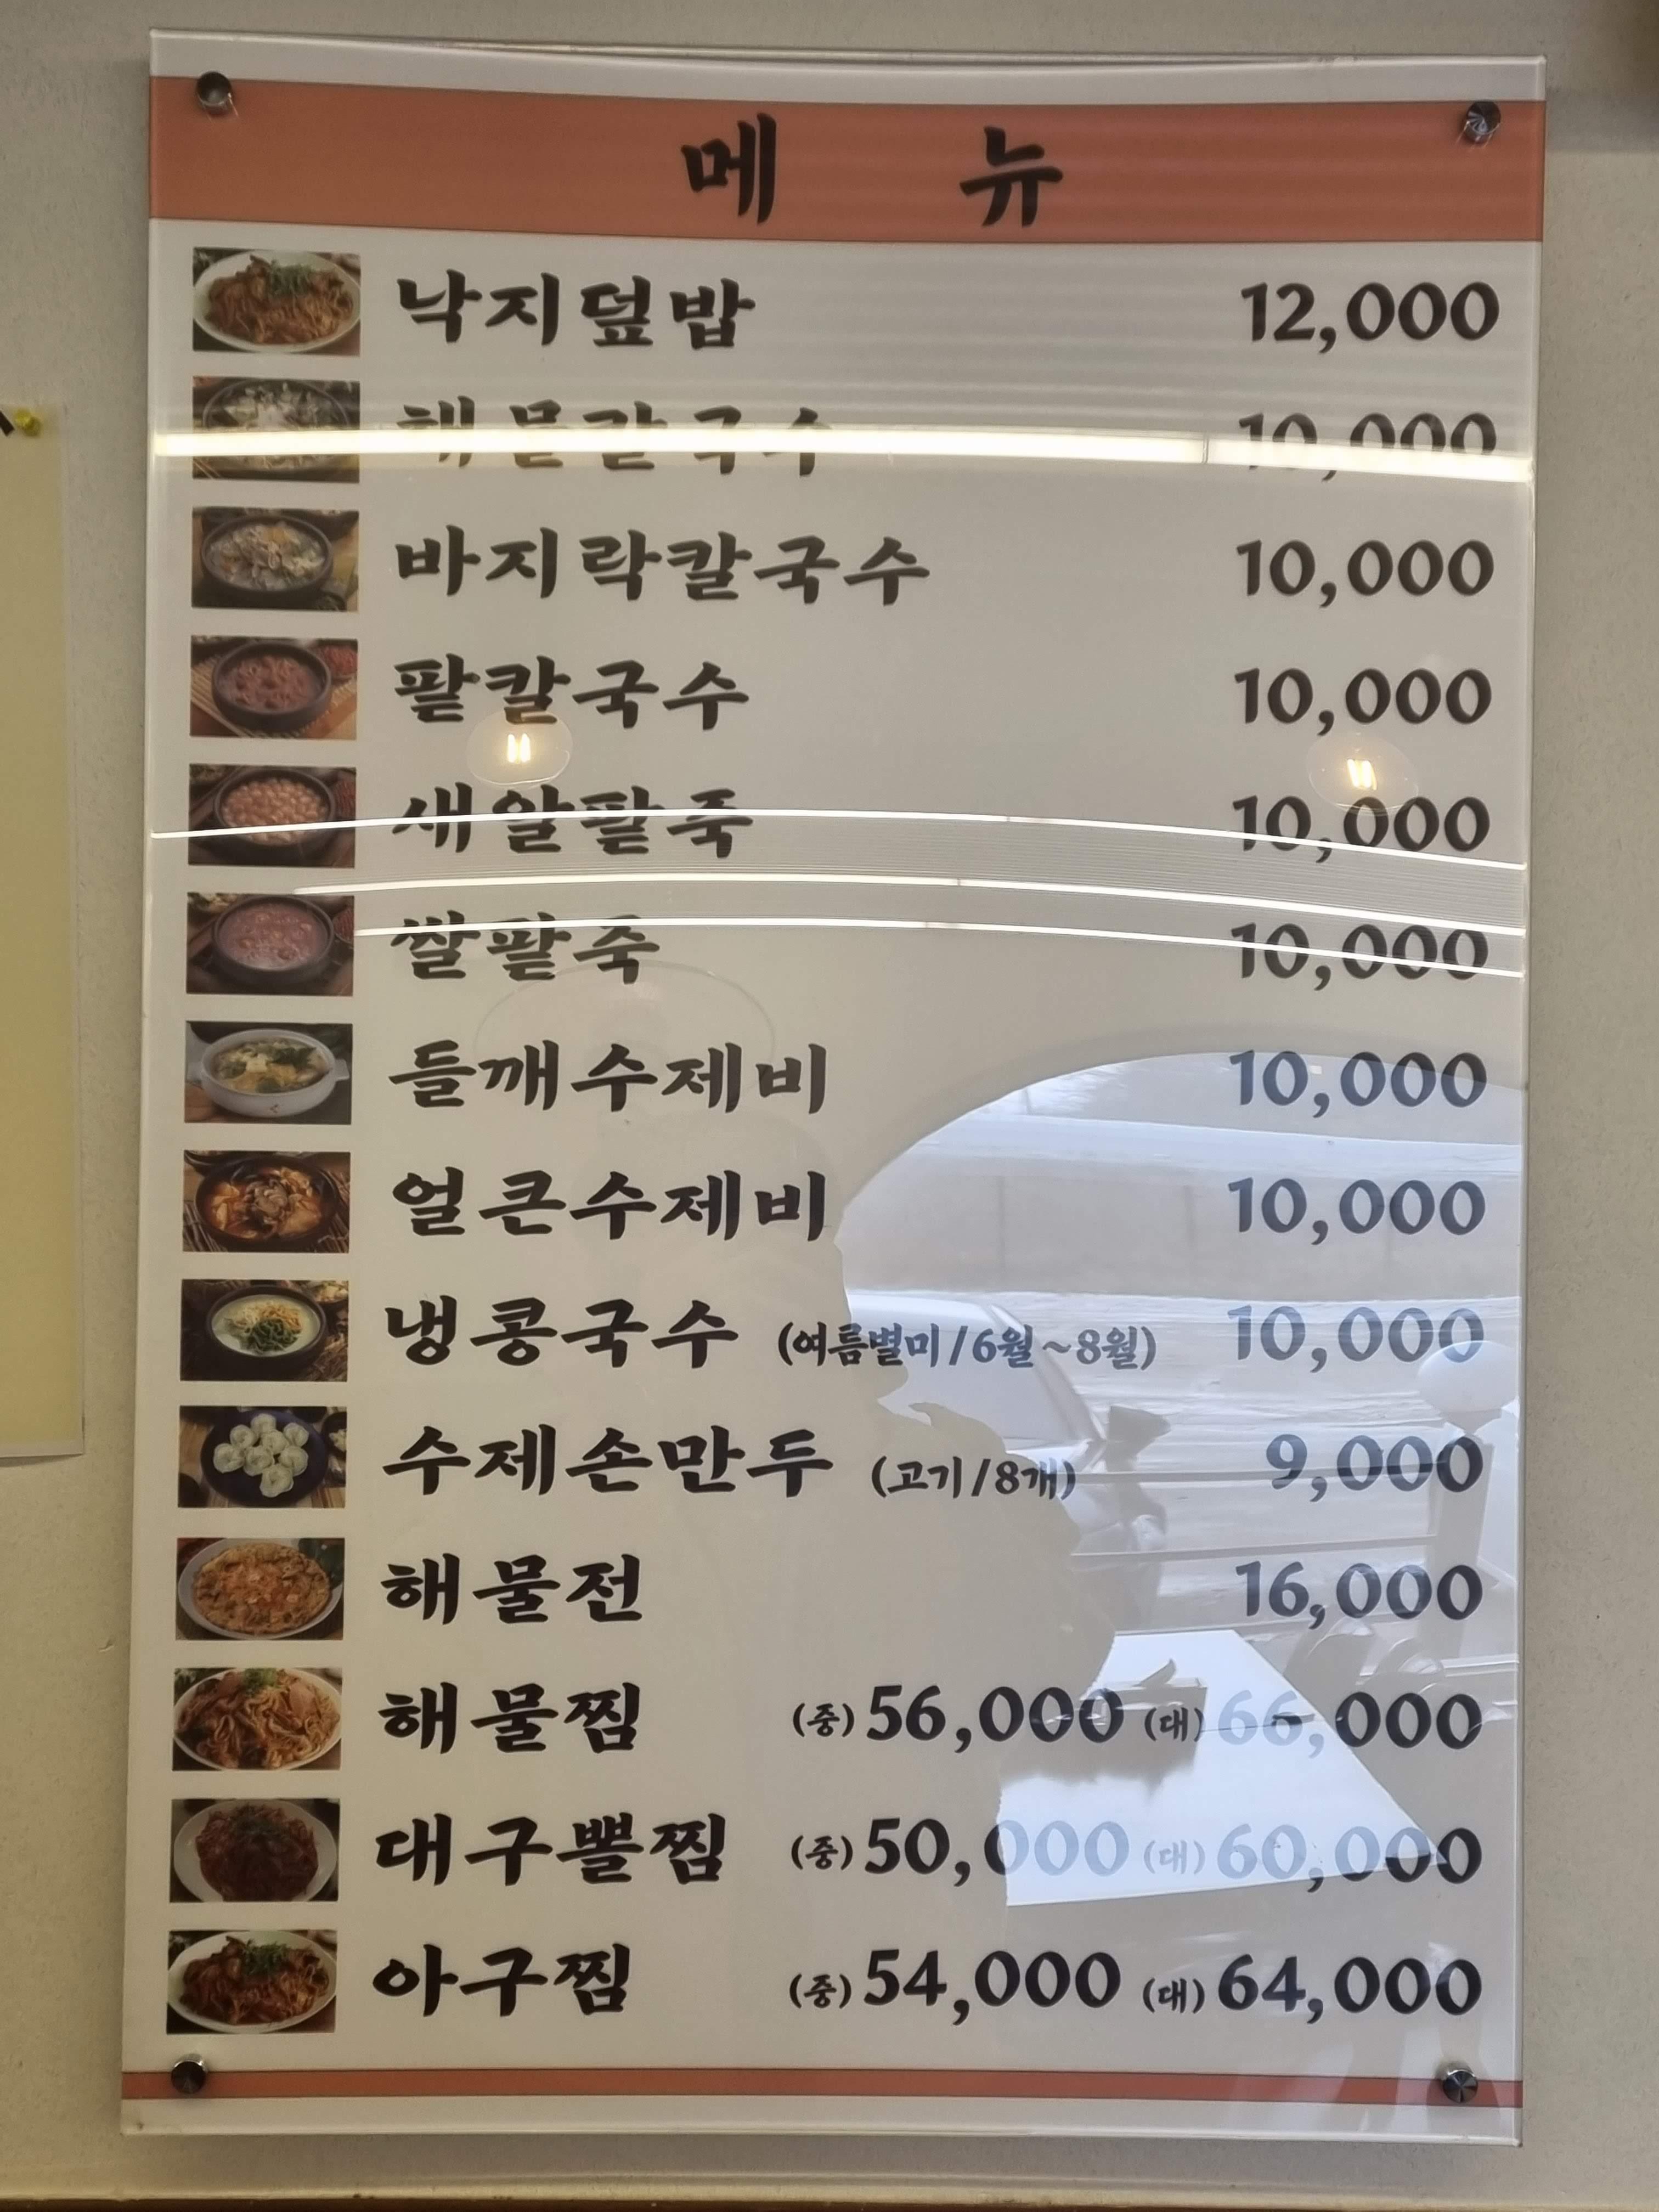 메 뉴
낙지덮밥 12,000
해물칼국수 10,000
바지락칼국수 10,000
팥칼국수 10,000
새알팥죽 10,000
쌀팥죽 10,000
들깨수제비 10,000
얼큰수제비 10,000
냉콩국수 (여름별미/6월~8월) 10,000
수제손만두 (고기/8개) 9,000
해물전 16,000
해물찜 (중) 56,000 (대) 66,000
대구뽈찜 (중) 50,000 (대) 60,000
아구찜 (중) 54,000 (대) 64,000